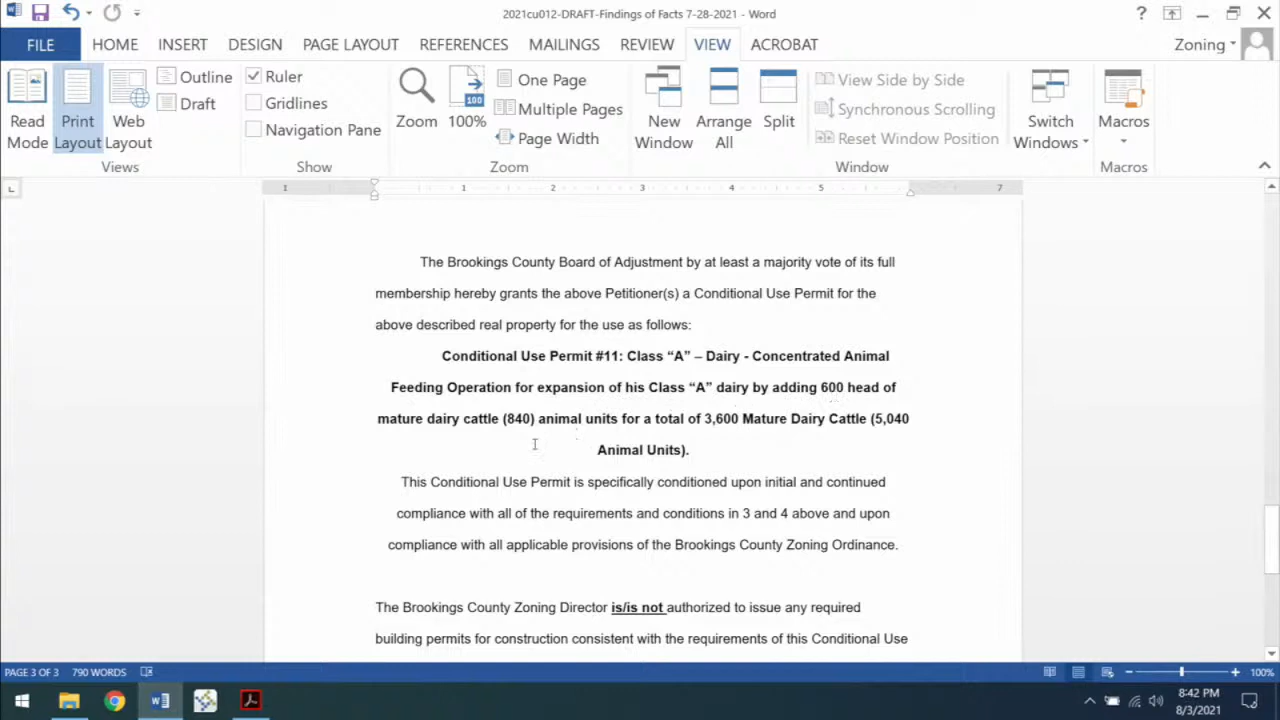 2021cu012-DRAFT-Findings of Facts 7-28-2021 - Word
?
FILE HOME INSERT DESIGN PAGE LAYOUT REFERENCES MAILINGS REVIEW VIEW ACROBAT Zoning
Read Mode
Print Layout
Web Layout
Outline
Draft
Views
Ruler
Gridlines
Navigation Pane
Show
Zoom
100
100%
One Page
Multiple Pages
Page Width
Zoom
New Window
Arrange All
Split
View Side by Side
Synchronous Scrolling
Reset Window Position
Window
Switch Windows
Macros
Macros
L
1 1 2 3 4 5 7
The Brookings County Board of Adjustment by at least a majority vote of its full
membership hereby grants the above Petitioner(s) a Conditional Use Permit for the
above described real property for the use as follows:
Conditional Use Permit #11: Class “A” – Dairy - Concentrated Animal
Feeding Operation for expansion of his Class “A” dairy by adding 600 head of
mature dairy cattle (840) animal units for a total of 3,600 Mature Dairy Cattle (5,040
Animal Units).
This Conditional Use Permit is specifically conditioned upon initial and continued
compliance with all of the requirements and conditions in 3 and 4 above and upon
compliance with all applicable provisions of the Brookings County Zoning Ordinance.
The Brookings County Zoning Director is/is not authorized to issue any required
building permits for construction consistent with the requirements of this Conditional Use
PAGE 3 OF 3 790 WORDS 100%
8:42 PM
8/3/2021